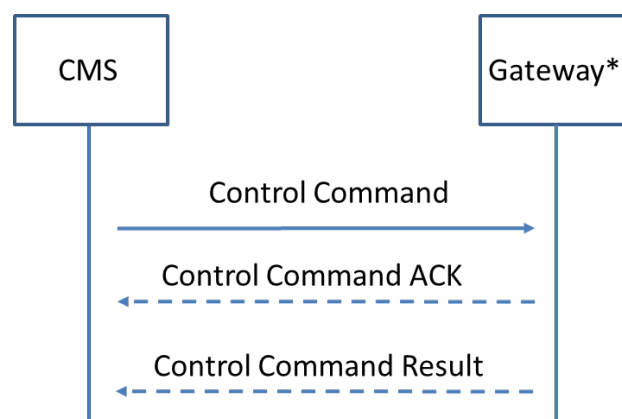 CMS
Gateway*
Control Command
Control Command ACK
Control Command Result